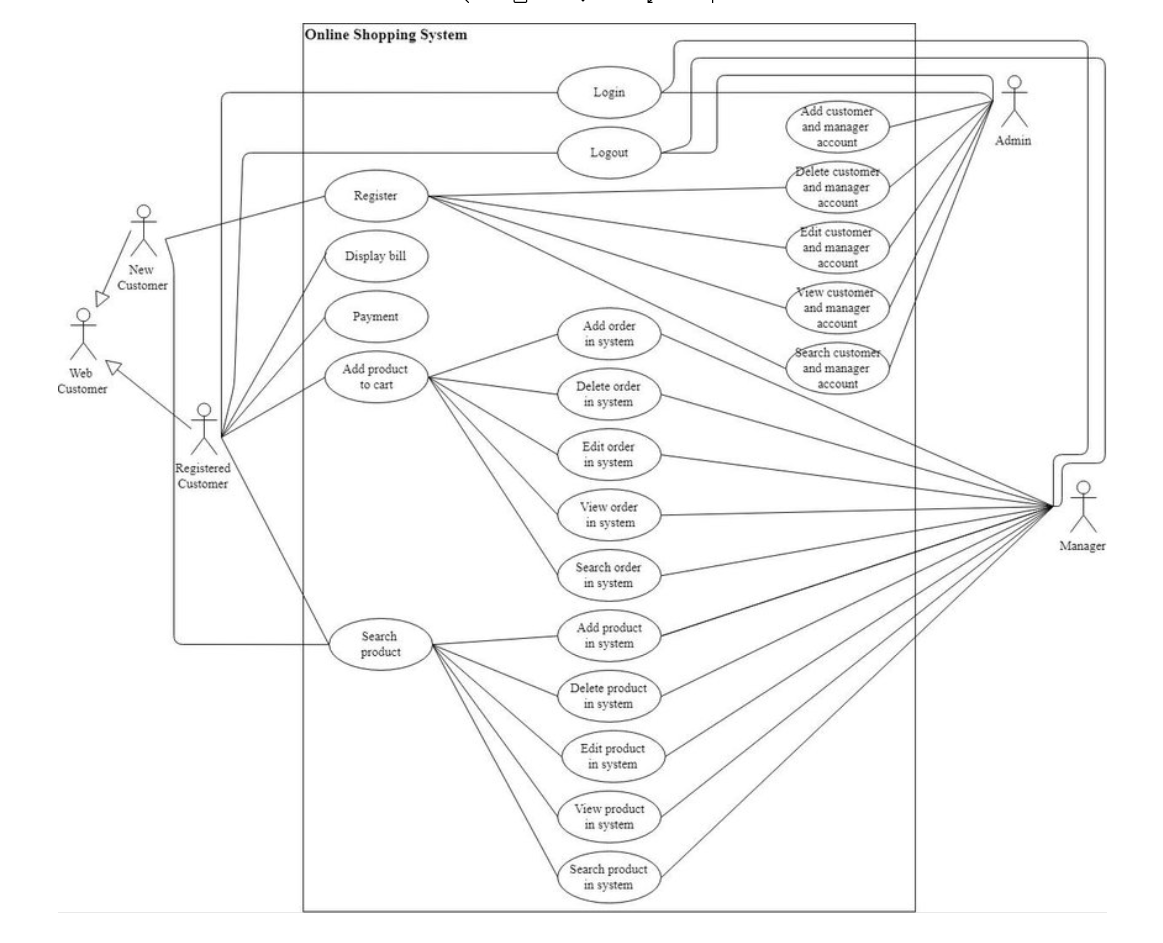 Online Shopping System
Login
Add customer
and manager
account
Admin
Logout
Delete customer
and manager
account
Register
New
Customer
Edit customer
and manager
account
Display bill
View customer
and manager
account
Payment
Add order
in system
Web
Customer
Add product
to cart
Search customer
and manager
account
Delete order
in system
Registered
Customer
Edit order
in system
View order
in system
Manager
Search order
in system
Search
product
Add product
in system
Delete product
in system
Edit product
in system
View product
in system
Search product
in system